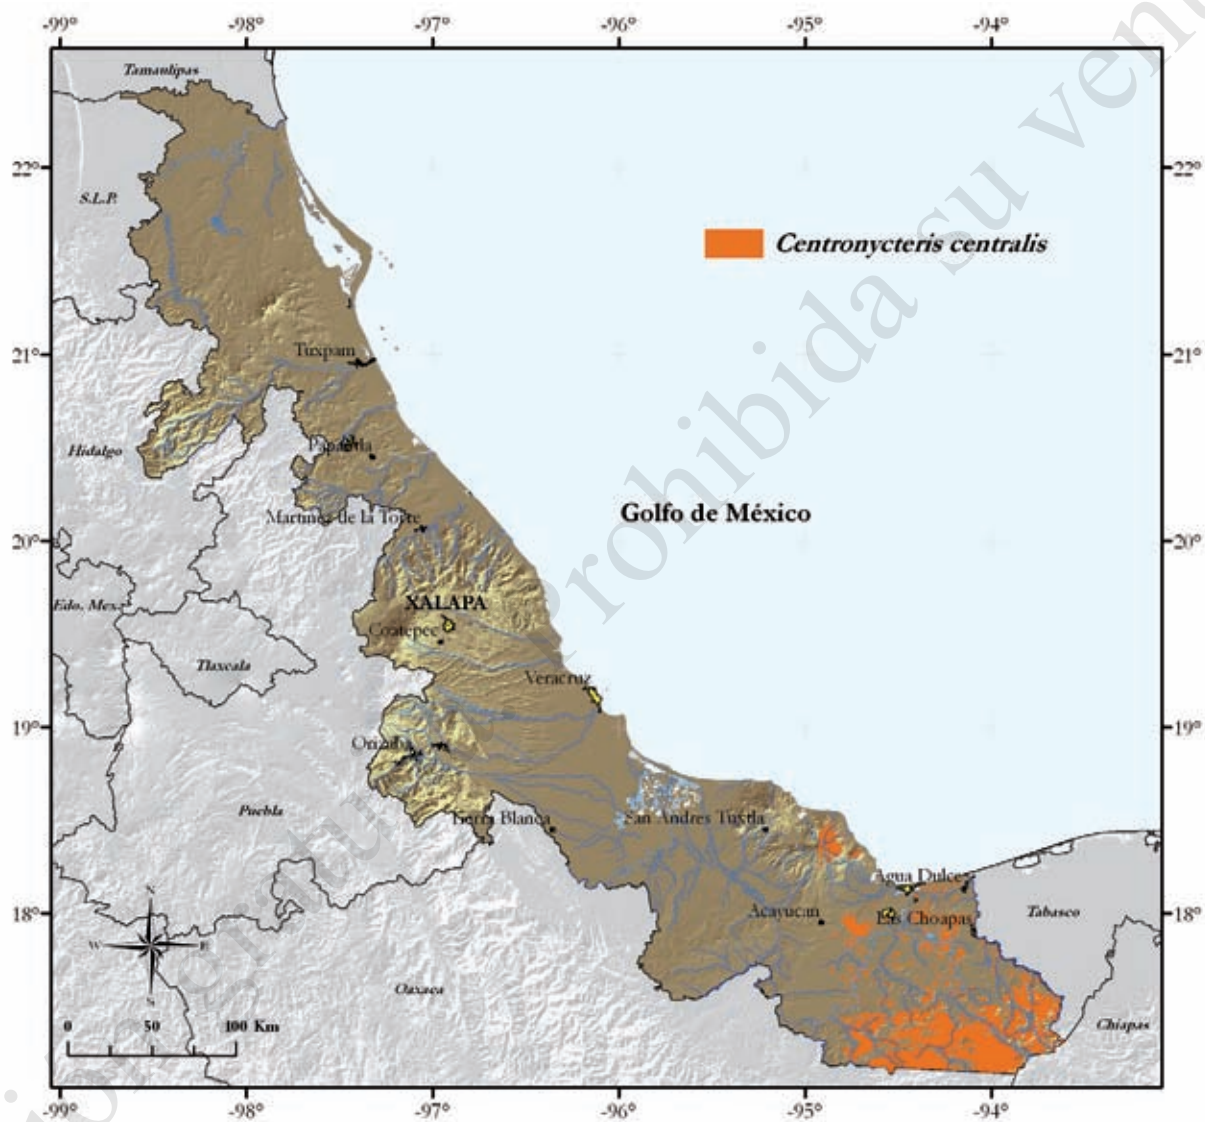 -99° -98° -97° -96° -95° -94°
Tamaulipas
22° 22°
S.L.P.
Centronycteris centralis
21° 21°
Tuxpam
Hidalgo
Papantla
Golfo de México
Martínez de la Torre
20° 20°
Edo. Mex.
XALAPA
Coatepec
Tlaxcala
Veracruz
19° 19°
Orizaba
Puebla
Tierra Blanca
San Andres Tuxtla
Agua Dulce
18° 18°
Acayucan
Las Choapas
Tabasco
N
W E
S
Oaxaca
0 50 100 Km
Chiapas
-99° -98° -97° -96° -95° -94°
Prohibida su